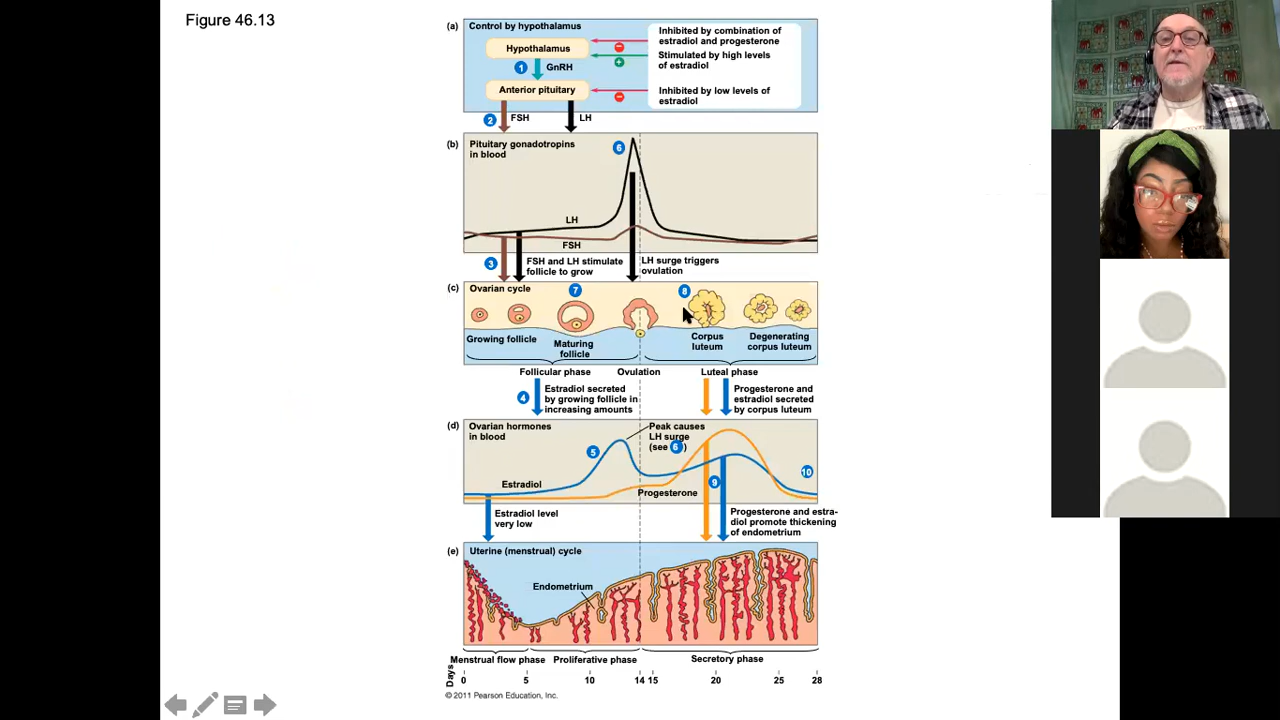 Figure 46.13
(a)
Control by hypothalamus
Inhibited by combination of
estradiol and progesterone
Hypothalamus
–
+
Stimulated by high levels
of estradiol
1
GnRH
Anterior pituitary
–
Inhibited by low levels of
estradiol
2
FSH
LH
(b)
Pituitary gonadotropins
in blood
6
LH
FSH
3
FSH and LH stimulate
follicle to grow
LH surge triggers
ovulation
(c)
Ovarian cycle
7
8
Growing follicle
Maturing
follicle
Corpus
luteum
Degenerating
corpus luteum
Follicular phase
Ovulation
Luteal phase
4
Estradiol secreted
by growing follicle in
increasing amounts
Progesterone and
estradiol secreted
by corpus luteum
(d)
Ovarian hormones
in blood
Peak causes
LH surge
(see 6)
5
10
Estradiol
9
Progesterone
Estradiol level
very low
Progesterone and estra-
diol promote thickening
of endometrium
(e)
Uterine (menstrual) cycle
Endometrium
Menstrual flow phase
Proliferative phase
Secretory phase
Days
0
5
10
14
15
20
25
28
© 2011 Pearson Education, Inc.